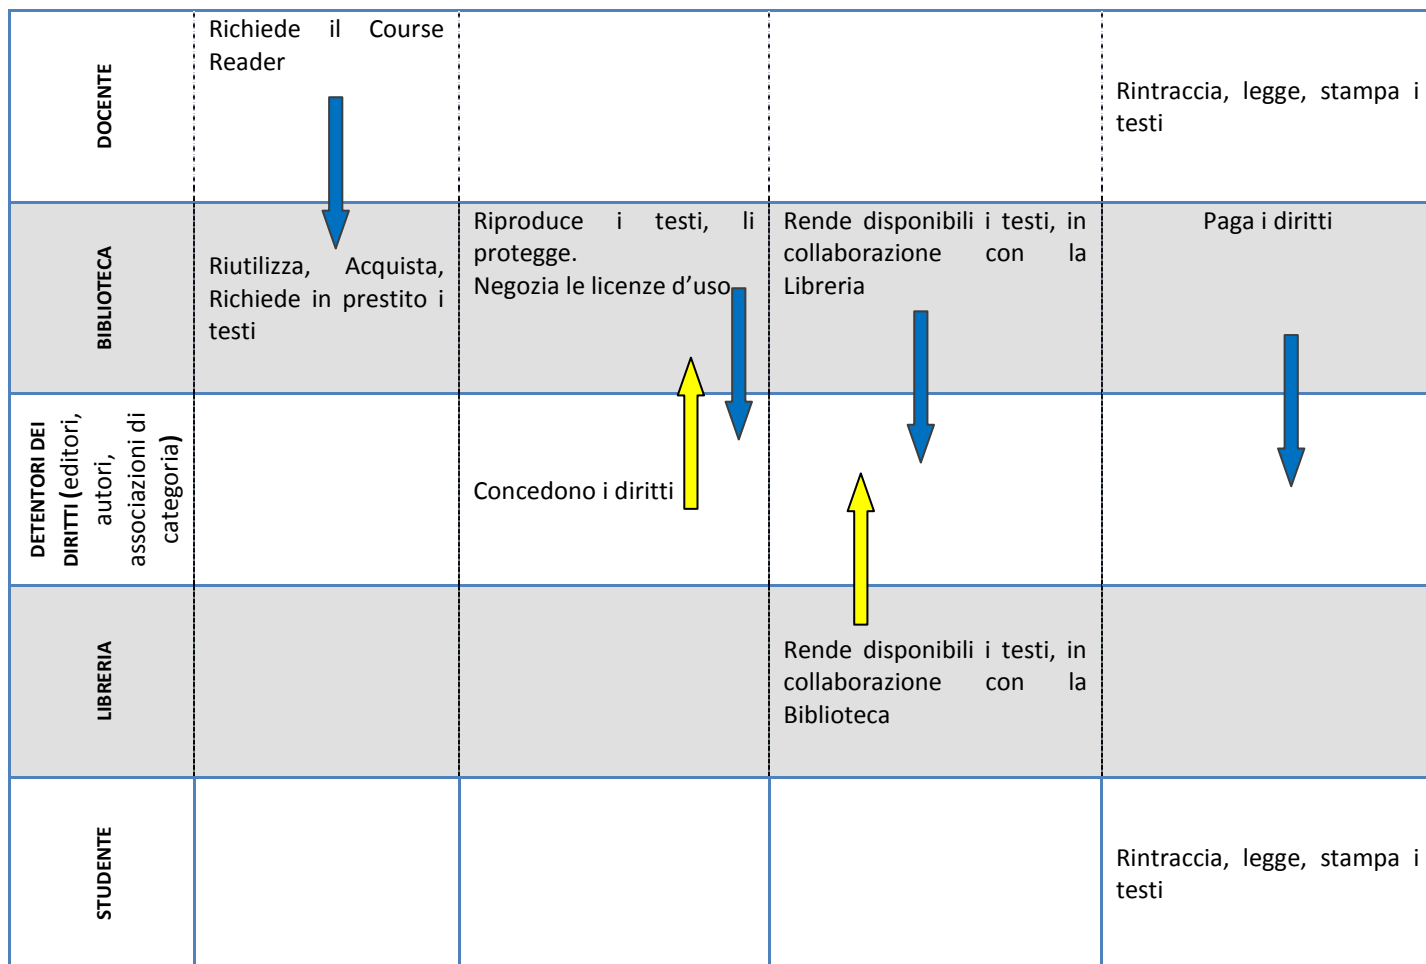 DOCENTE
Richiede il Course
Reader
Rintraccia, legge, stampa i
testi
BIBLIOTECA
Riutilizza, Acquista,
Richiede in prestito i
testi
Riproduce i testi, li
protegge.
Negozia le licenze d’uso
Rende disponibili i testi, in
collaborazione con la
Libreria
Paga i diritti
DETENTORI DEI
DIRITTI (editori,
autori,
associazioni di
categoria)
Concedono i diritti
LIBRERIA
Rende disponibili i testi, in
collaborazione con la
Biblioteca
STUDENTE
Rintraccia, legge, stampa i
testi